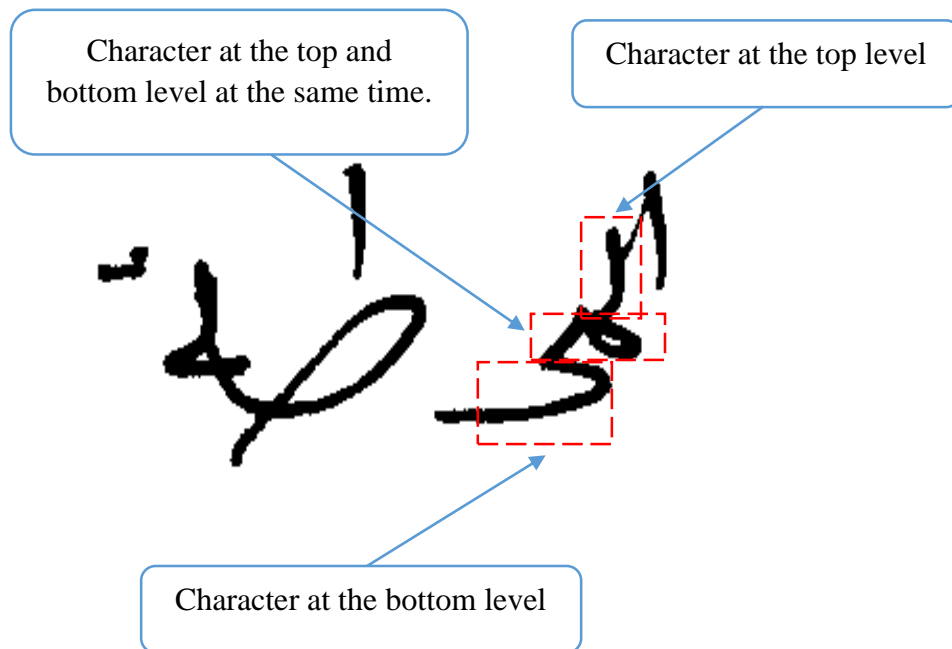 Character at the top and
bottom level at the same time.
Character at the top level
Character at the bottom level